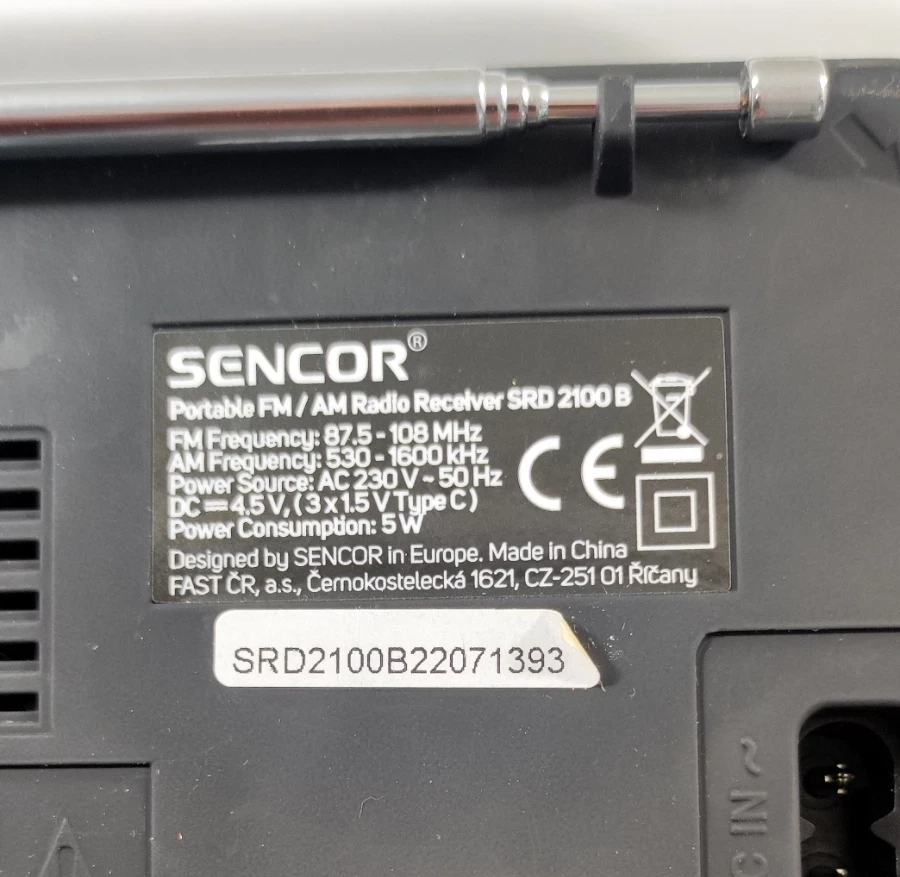 SENCOR®
Portable FM / AM Radio Receiver SRD 2100 B
FM Frequency: 87.5 - 108 MHz
AM Frequency: 530 - 1600 kHz
Power Source: AC 230 V ~ 50 Hz
DC ⎓ 4.5 V, ( 3 x 1.5 V Type C )
Power Consumption: 5 W
CE
Designed by SENCOR in Europe. Made in China
FAST ČR, a.s., Černokostelecká 1621, CZ-251 01 Říčany
SRD2100B22071393
C IN ~